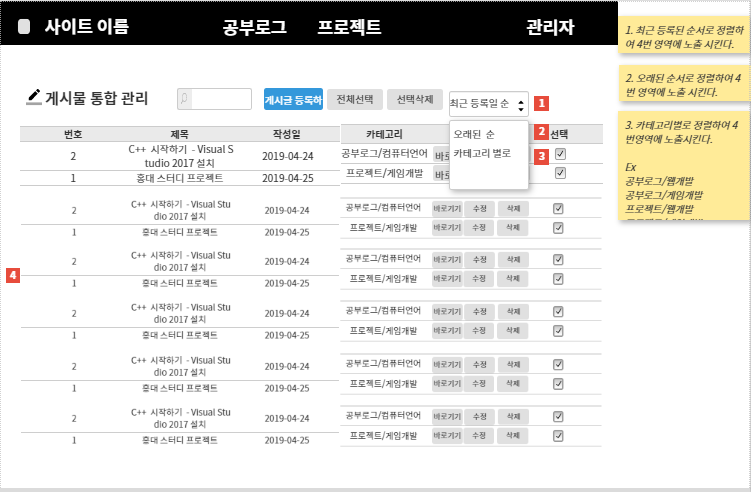 사이트 이름 공부로그 프로젝트 관리자
1. 최근 등록된 순서로 정렬하
여 4번 영역에 노출 시킨다.
2. 오래된 순서로 정렬하여 4
번 영역에 노출 시킨다.
3. 카테고리별로 정렬하여 4
번영역에 노출시킨다.
Ex
공부로그/웹개발
공부로그/게임개발
프로젝트/웹개발
게시물 통합 관리 게시글 등록하 전체선택 선택삭제 최근 등록일 순 1
오래된 순 2
카테고리 별로 3
번호 제목 작성일 카테고리 선택
2 C++ 시작하기 - Visual S
tudio 2017 설치 2019-04-24 공부로그/컴퓨터언어 바로
1 홍대 스터디 프로젝트 2019-04-25 프로젝트/게임개발 바로
2 C++ 시작하기 - Visual Stu
dio 2017 설치 2019-04-24 공부로그/컴퓨터언어 바로기기 수정 삭제
1 홍대 스터디 프로젝트 2019-04-25 프로젝트/게임개발 바로기기 수정 삭제
4
2 C++ 시작하기 - Visual Stu
dio 2017 설치 2019-04-24 공부로그/컴퓨터언어 바로기기 수정 삭제
1 홍대 스터디 프로젝트 2019-04-25 프로젝트/게임개발 바로기기 수정 삭제
2 C++ 시작하기 - Visual Stu
dio 2017 설치 2019-04-24 공부로그/컴퓨터언어 바로기기 수정 삭제
1 홍대 스터디 프로젝트 2019-04-25 프로젝트/게임개발 바로기기 수정 삭제
2 C++ 시작하기 - Visual Stu
dio 2017 설치 2019-04-24 공부로그/컴퓨터언어 바로기기 수정 삭제
1 홍대 스터디 프로젝트 2019-04-25 프로젝트/게임개발 바로기기 수정 삭제
2 C++ 시작하기 - Visual Stu
dio 2017 설치 2019-04-24 공부로그/컴퓨터언어 바로기기 수정 삭제
1 홍대 스터디 프로젝트 2019-04-25 프로젝트/게임개발 바로기기 수정 삭제